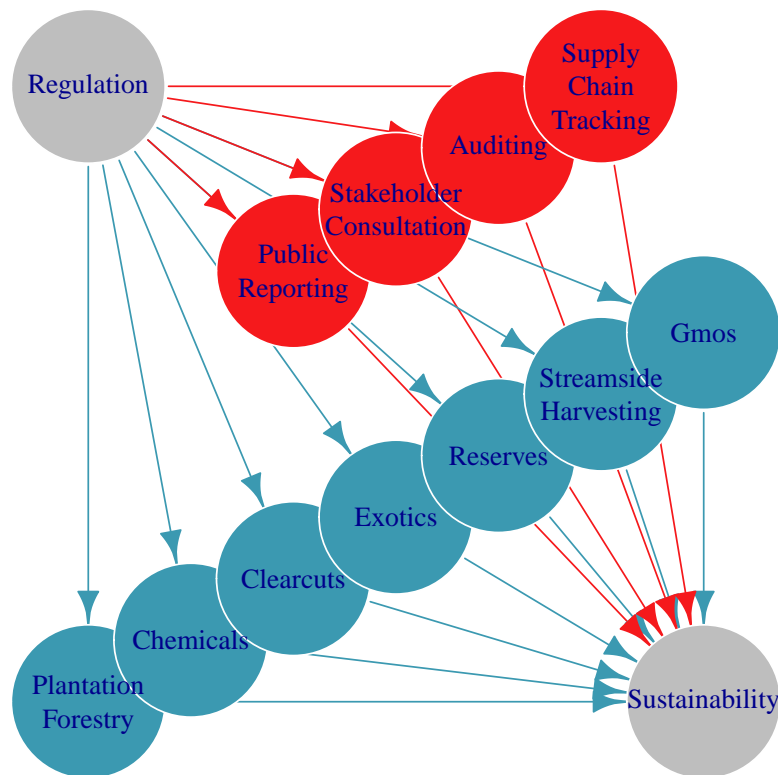 Regulation
Supply
Chain
Tracking
Auditing
Stakeholder
Consultation
Public
Reporting
Gmos
Streamside
Harvesting
Reserves
Exotics
Clearcuts
Chemicals
Plantation
Forestry
Sustainability